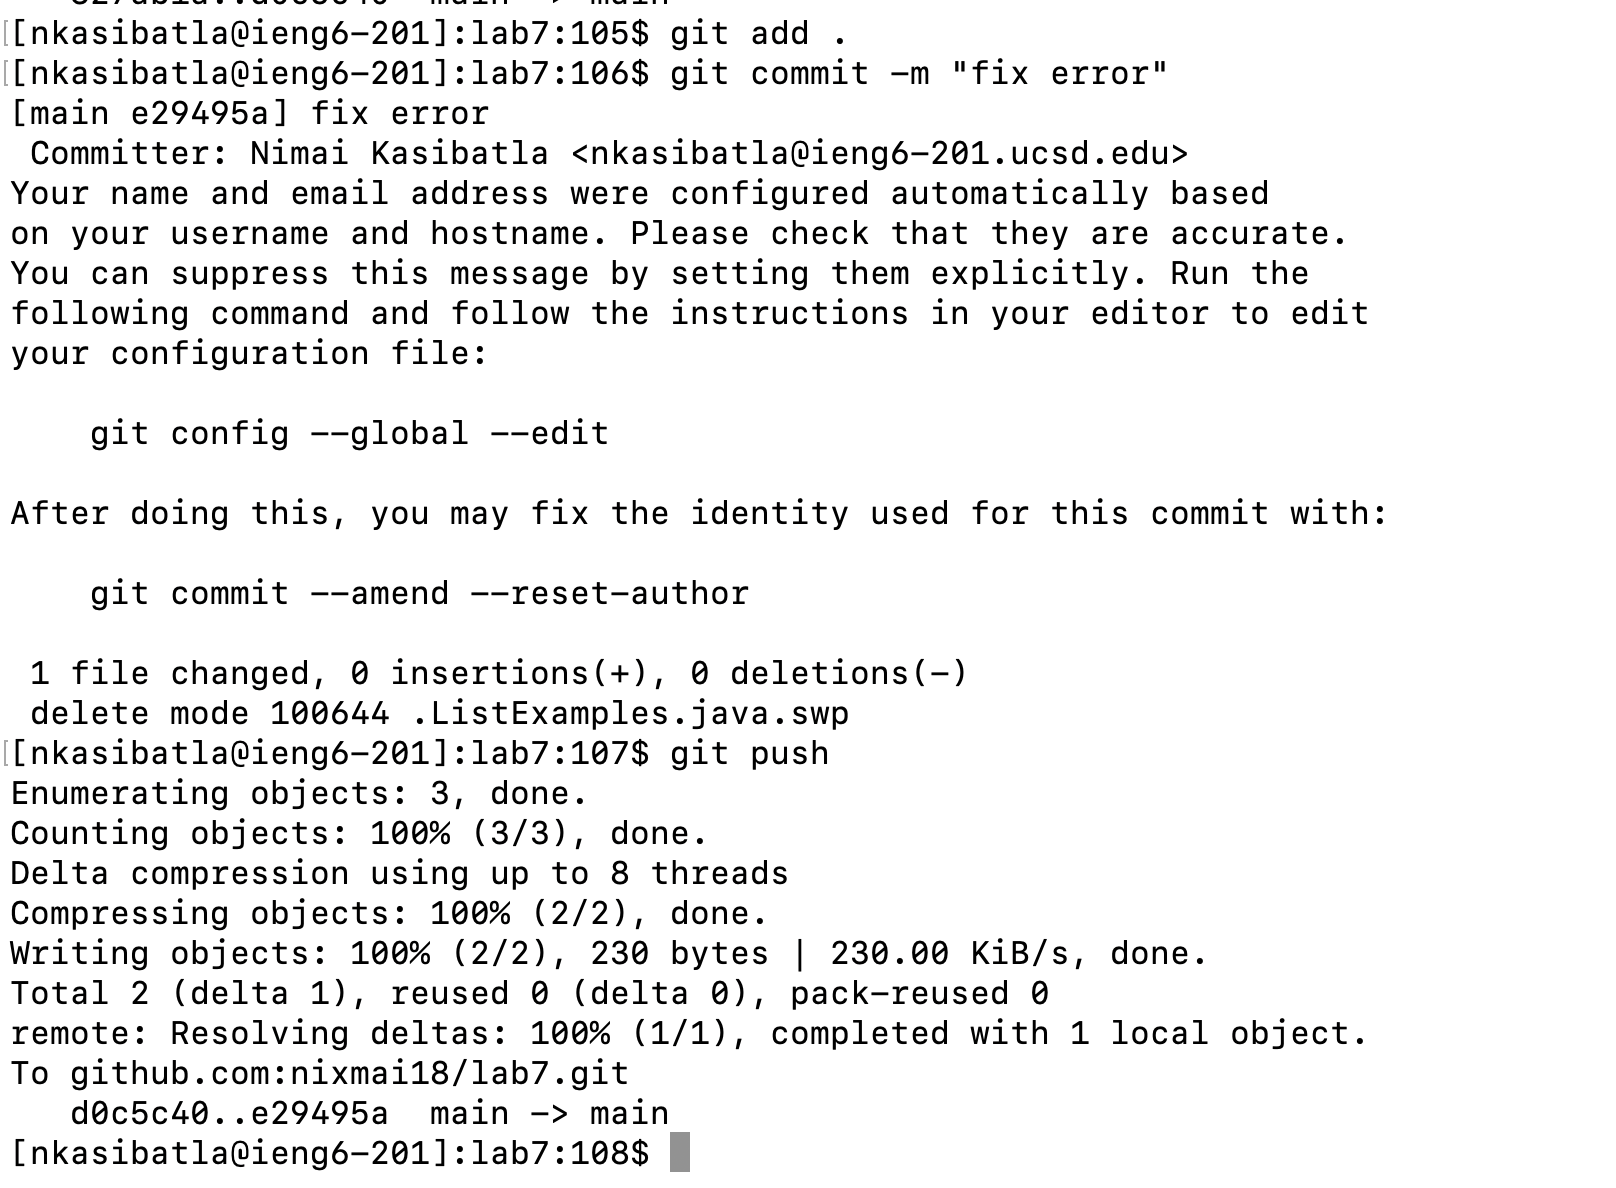 main -> main
[nkasibatla@ieng6-201]:lab7:105$ git add .
[nkasibatla@ieng6-201]:lab7:106$ git commit -m "fix error"
[main e29495a] fix error
 Committer: Nimai Kasibatla <nkasibatla@ieng6-201.ucsd.edu>
Your name and email address were configured automatically based
on your username and hostname. Please check that they are accurate.
You can suppress this message by setting them explicitly. Run the
following command and follow the instructions in your editor to edit
your configuration file:

    git config --global --edit

After doing this, you may fix the identity used for this commit with:

    git commit --amend --reset-author

 1 file changed, 0 insertions(+), 0 deletions(-)
 delete mode 100644 .ListExamples.java.swp
[nkasibatla@ieng6-201]:lab7:107$ git push
Enumerating objects: 3, done.
Counting objects: 100% (3/3), done.
Delta compression using up to 8 threads
Compressing objects: 100% (2/2), done.
Writing objects: 100% (2/2), 230 bytes | 230.00 KiB/s, done.
Total 2 (delta 1), reused 0 (delta 0), pack-reused 0
remote: Resolving deltas: 100% (1/1), completed with 1 local object.
To github.com:nixmai18/lab7.git
   d0c5c40..e29495a  main -> main
[nkasibatla@ieng6-201]:lab7:108$